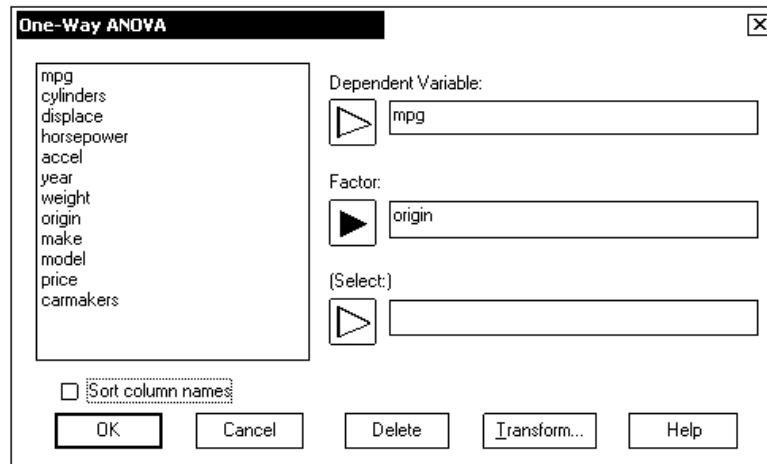 One-Way ANOVA
mpg
cylinders
displace
horsepower
accel
year
weight
origin
make
model
price
carmakers
Dependent Variable:
mpg
Factor:
origin
(Select:)
Sort column names
OK
Cancel
Delete
Transform...
Help